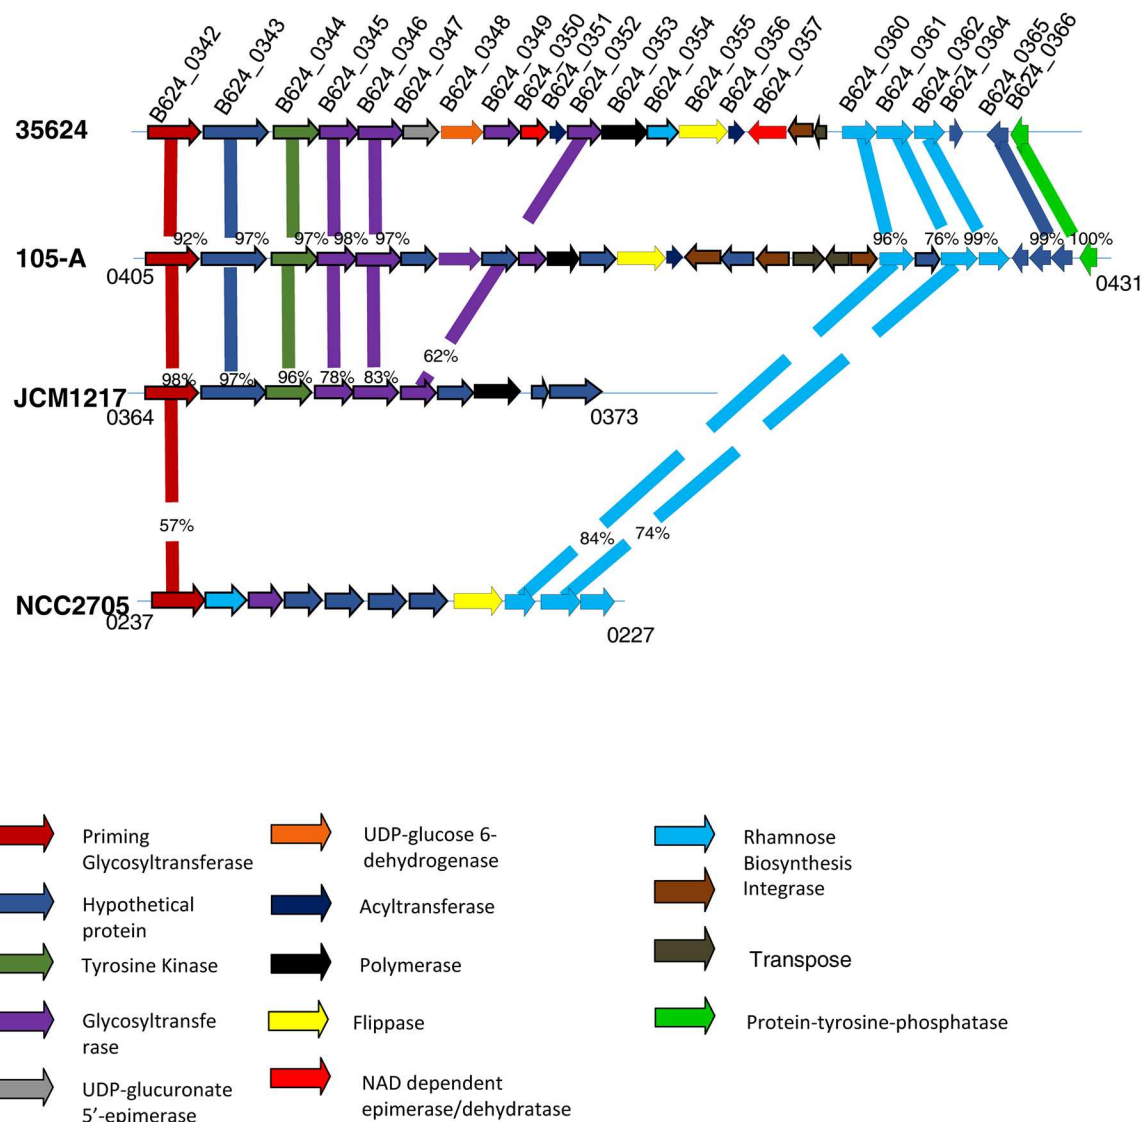 B624_0342
B624_0343
B624_0344
B624_0345
B624_0346
B624_0347
B624_0348
B624_0349
B624_0350
B624_0351
B624_0352
B624_0353
B624_0354
B624_0355
B624_0356
B624_0357
B624_0360
B624_0361
B624_0362
B624_0364
B624_0365
B624_0366
35624
92% 97% 97% 98% 97% 96% 76% 99% 99% 100%
105-A
0405
0431
62%
98% 97% 96% 78% 83%
JCM1217
0364
0373
57%
84% 74%
NCC2705
0237
0227
Priming
Glycosyltransferase
Hypothetical
protein
Tyrosine Kinase
Glycosyltransfe
rase
UDP-glucuronate
5’-epimerase
UDP-glucose 6-
dehydrogenase
Acyltransferase
Polymerase
Flippase
NAD dependent
epimerase/dehydratase
Rhamnose
Biosynthesis
Integrase
Transpose
Protein-tyrosine-phosphatase